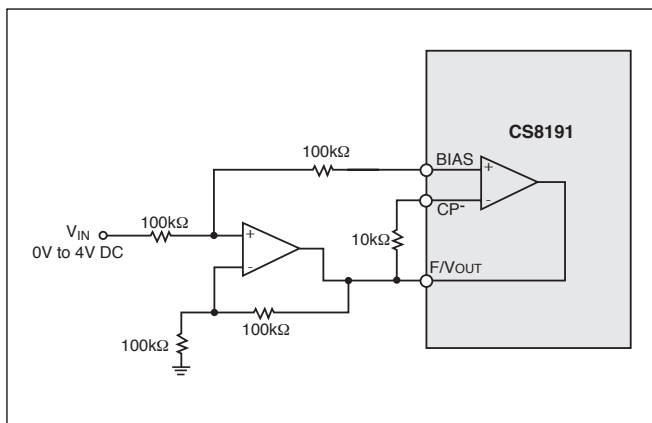 CS8191
100kΩ
BIAS
+
-
CP-
VIN
100kΩ
0V to 4V DC
+
-
10kΩ
F/VOUT
100kΩ
100kΩ